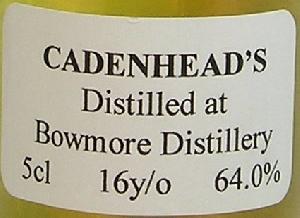 CADENHEAD'S
Distilled at
Bowmore Distillery
5cl 16y/o 64.0%